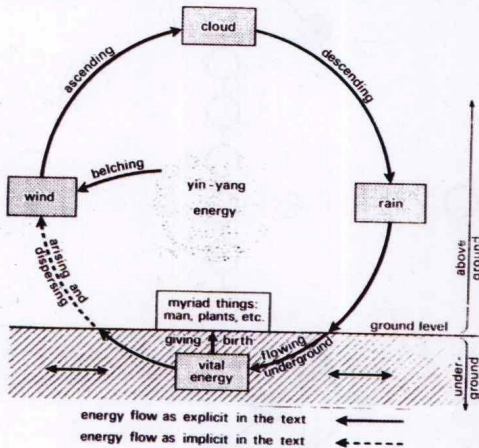 cloud
ascending
descending
belching
wind
yin-yang
energy
rain
arising and
dispersing
above
ground
myriad things:
man, plants, etc.
ground level
giving birth
flowing
underground
vital
energy
under-
ground
energy flow as explicit in the text
energy flow as implicit in the text